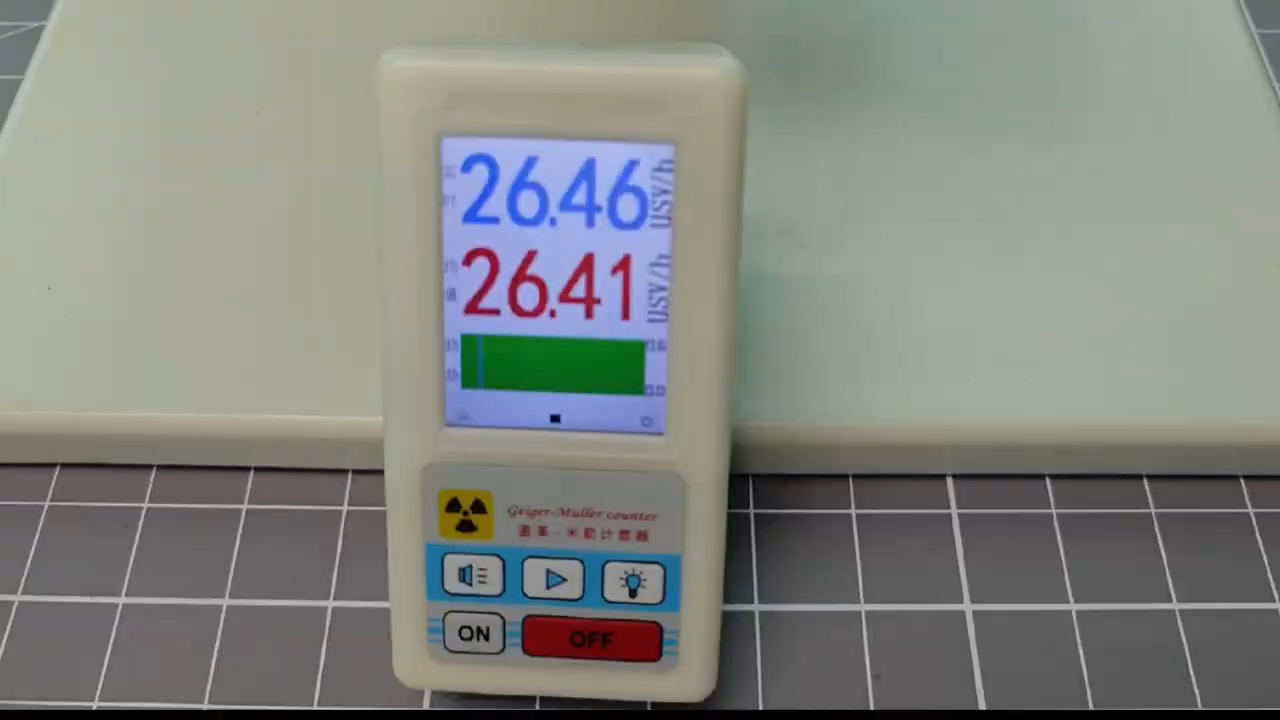 26.46 uSv/h
26.41 uSv/h
Geiger-Muller counter
盖革-米勒计数器
ON
OFF